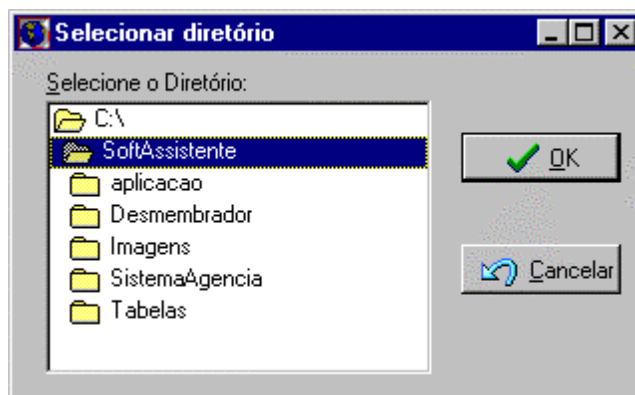 Selecionar diretório
Selecione o Diretório:
C:\
SoftAssistente
aplicacao
Desmembrador
Imagens
SistemaAgencia
Tabelas
OK
Cancelar